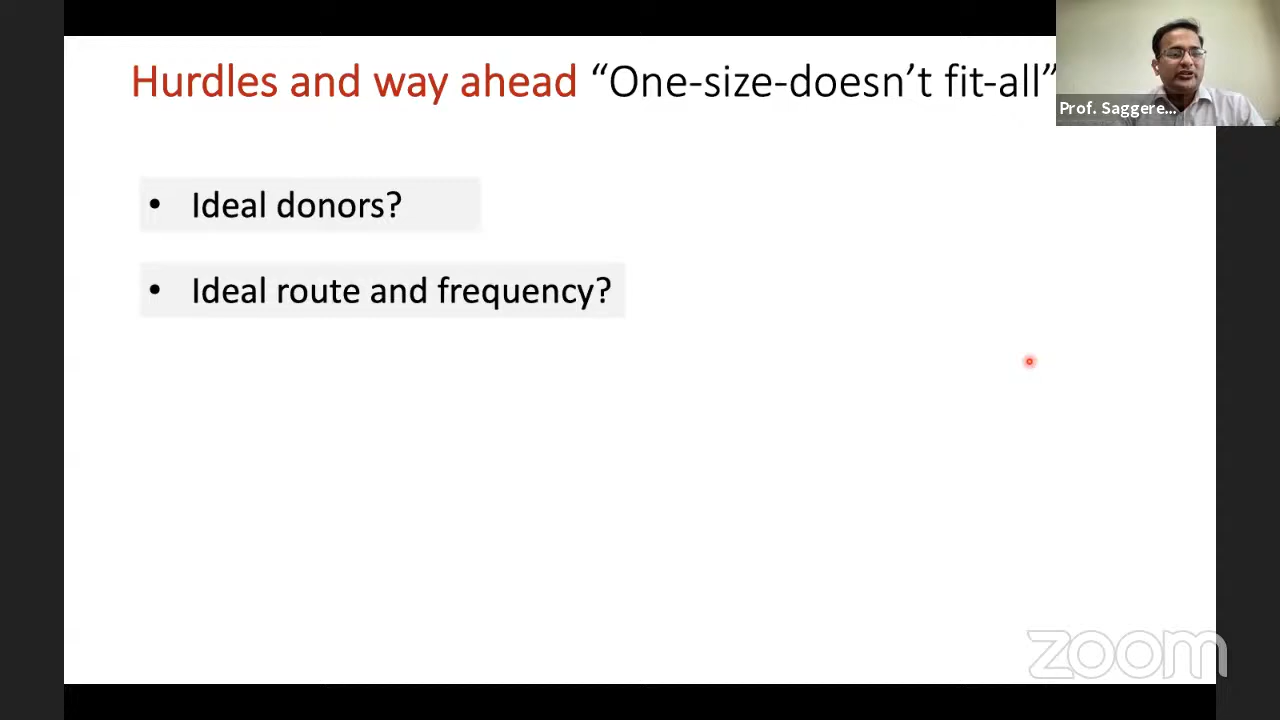 Hurdles and way ahead “One-size-doesn’t fit-all”
Prof. Saggere...
• Ideal donors?
• Ideal route and frequency?
zoom